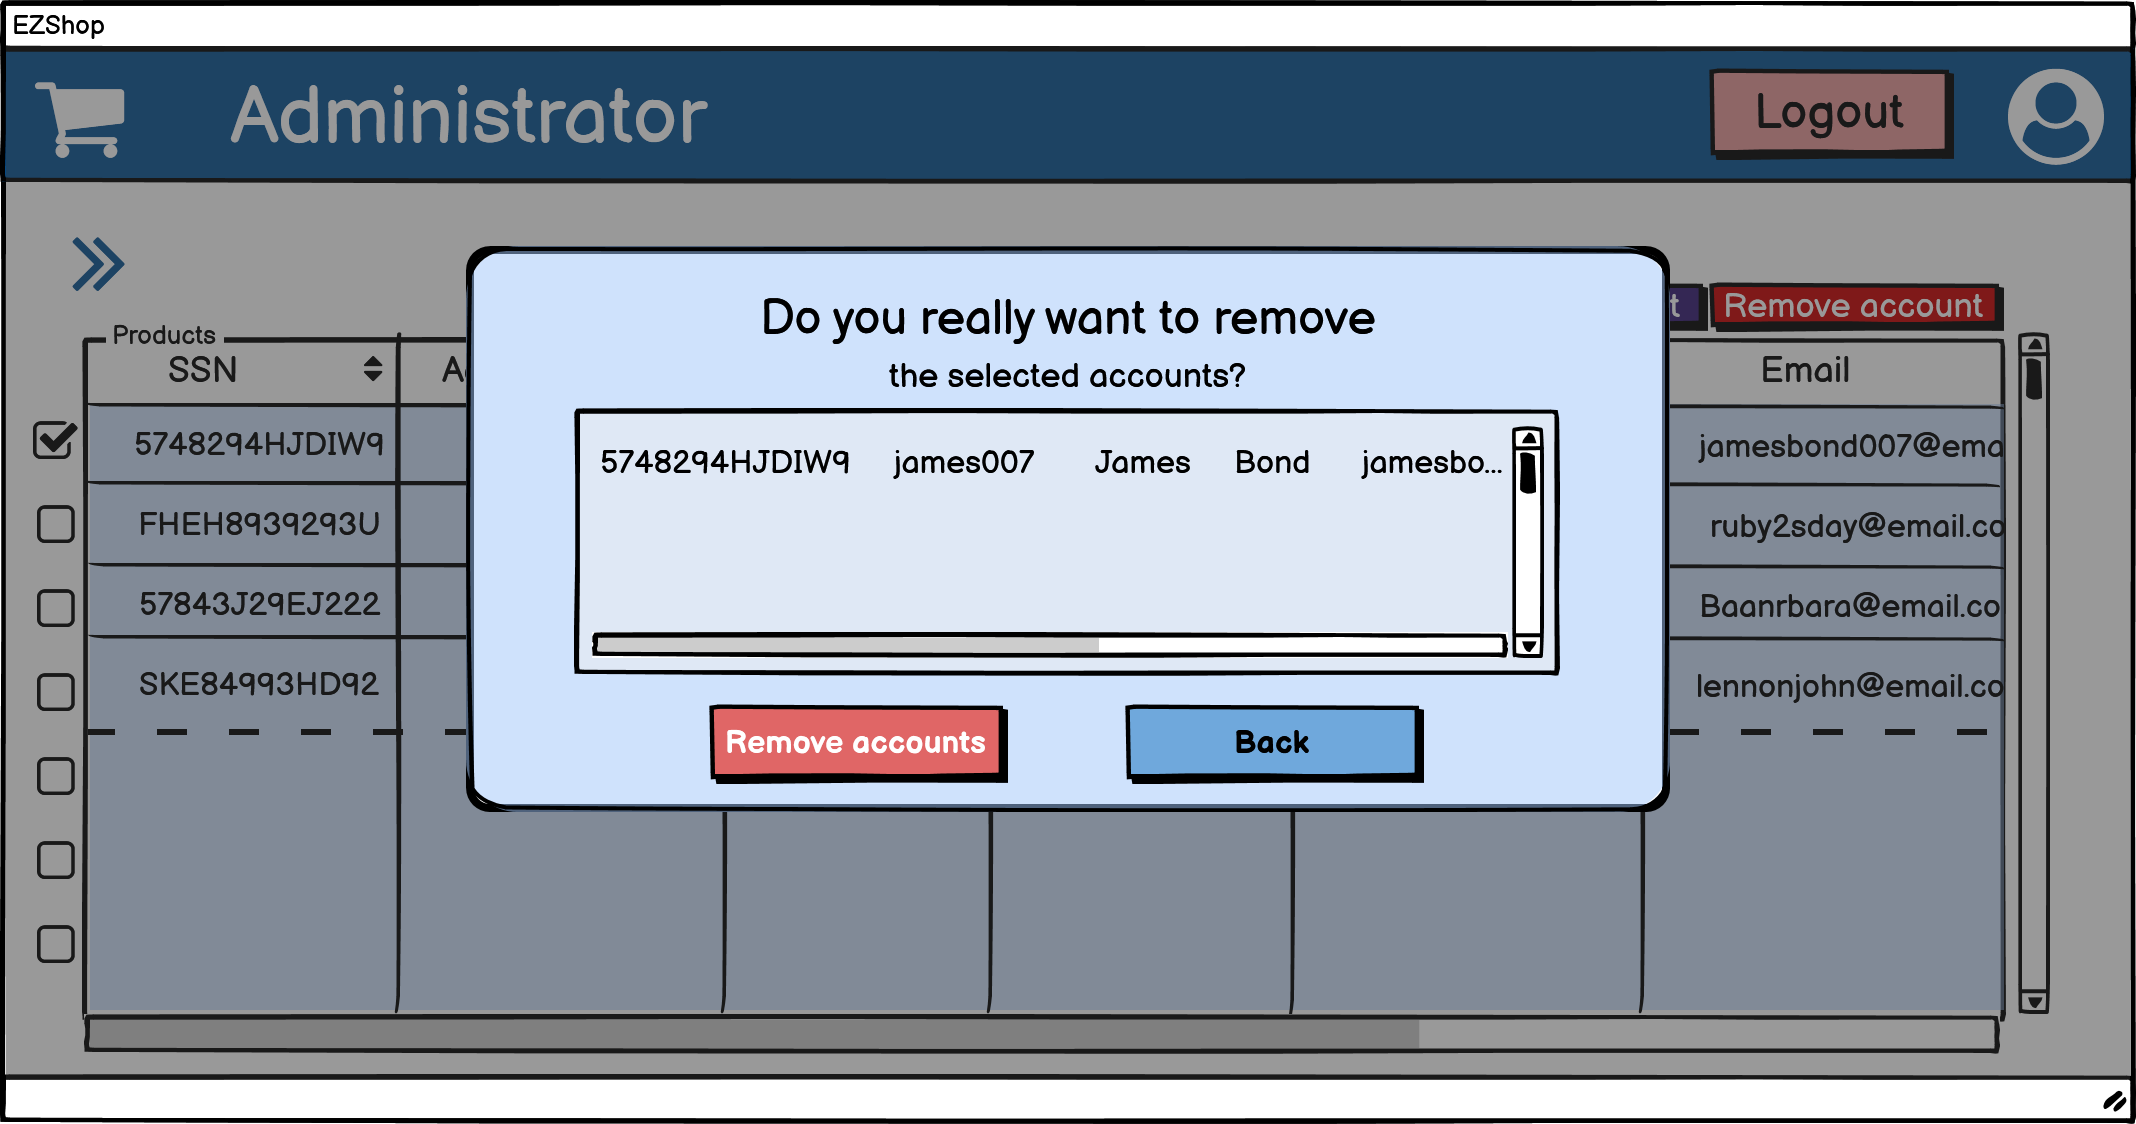 EZShop
Administrator
Logout
t
Remove account
Products
SSN
Email
5748294HJDIW9
jamesbond007@ema
FHEH8939293U
ruby2sday@email.co
57843J29EJ222
Baanrbara@email.co
SKE84993HD92
lennonjohn@email.co
Do you really want to remove
the selected accounts?
5748294HJDIW9 james007 James Bond jamesbo...
Remove accounts
Back